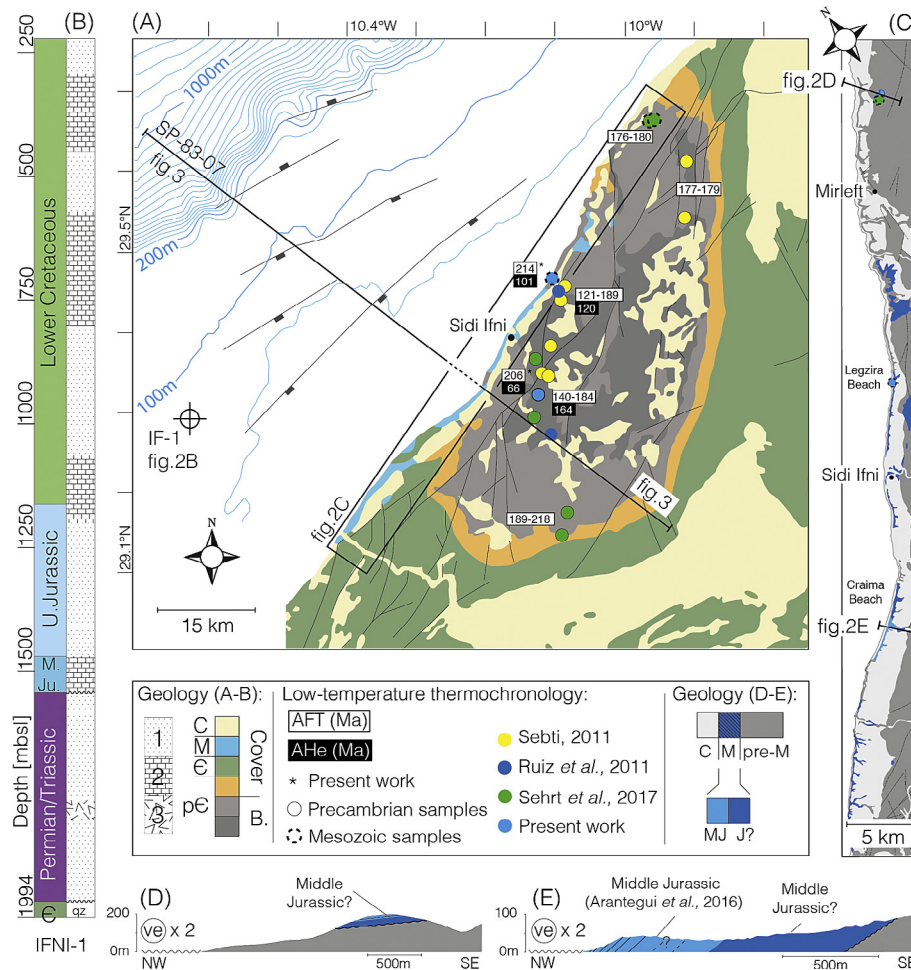 (B)
(A)
10.4°W
10°W
(C)
N
250
500
750
1000
1250
1500
1994
Depth [mbsl]
Lower Cretaceous
U.Jurassic
M.
Ju.
Permian/Triassic
Є
qz
IFNI-1
1000m
SP-83-07
fig.3
200m
100m
29.5°N
29.1°N
IF-1
fig.2B
N
15 km
fig.2C
Sidi Ifni
176-180
177-179
214 *
101
121-189
120
206 *
66
140-184
164
189-218
fig.3
fig.2D
Mirleft
Legzira
Beach
Sidi Ifni
Craima
Beach
fig.2E
5 km
Geology (A-B):
1
2
3
C
M
Є
pЄ
Cover
B.
Low-temperature thermochronology:
AFT (Ma)
AHe (Ma)
* Present work
Precambrian samples
Mesozoic samples
Sebti, 2011
Ruiz et al., 2011
Sehrt et al., 2017
Present work
Geology (D-E):
C M pre-M
MJ J?
(D)
Middle
Jurassic?
200
0m
ve x 2
NW
500m
SE
(E)
Middle Jurassic
(Arantegui et al., 2016)
Middle
Jurassic?
100
0m
ve x 2
?
NW
500m
SE